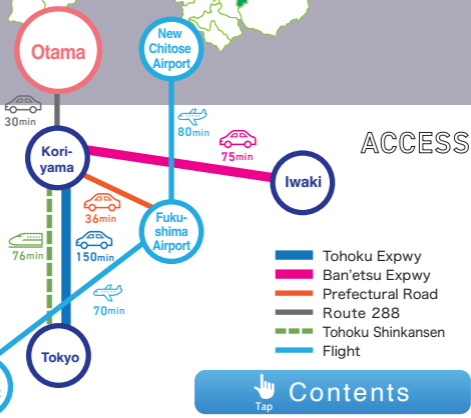 Otama
New
Chitose
Airport
30min
80min
ACCESS
Kori-
yama
75min
Iwaki
36min
Fuku-
shima
Airport
76min
150min
70min
Tokyo
Tohoku Expwy
Ban'etsu Expwy
Prefectural Road
Route 288
Tohoku Shinkansen
Flight
Tap
Contents